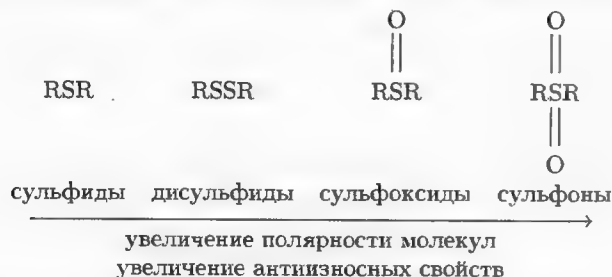 O O
RSR RSSR RSR RSR
O
сульфиды дисульфиды сульфоксиды сульфоны
увеличение полярности молекул
увеличение антиизносных свойств